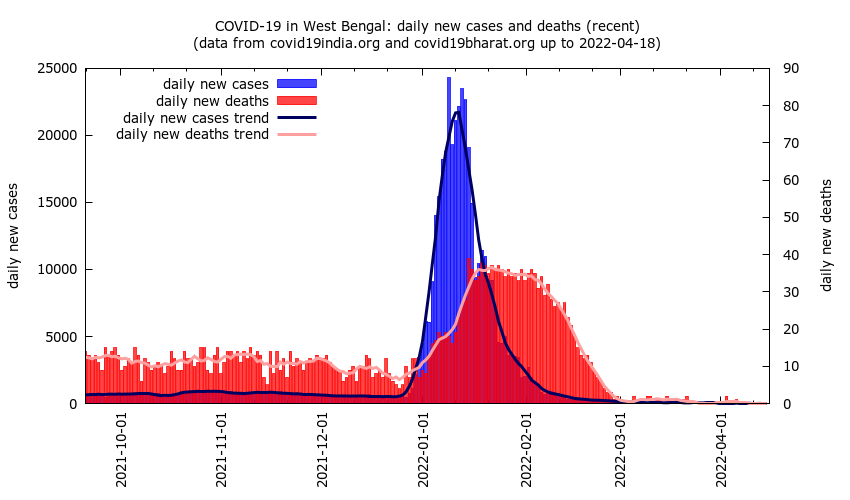 COVID-19 in West Bengal: daily new cases and deaths (recent)
(data from covid19india.org and covid19bharat.org up to 2022-04-18)
daily new cases
daily new deaths
daily new cases trend
daily new deaths trend
25000
20000
15000
10000
5000
0
daily new cases
90
80
70
60
50
40
30
20
10
0
daily new deaths
2021-10-01
2021-11-01
2021-12-01
2022-01-01
2022-02-01
2022-03-01
2022-04-01